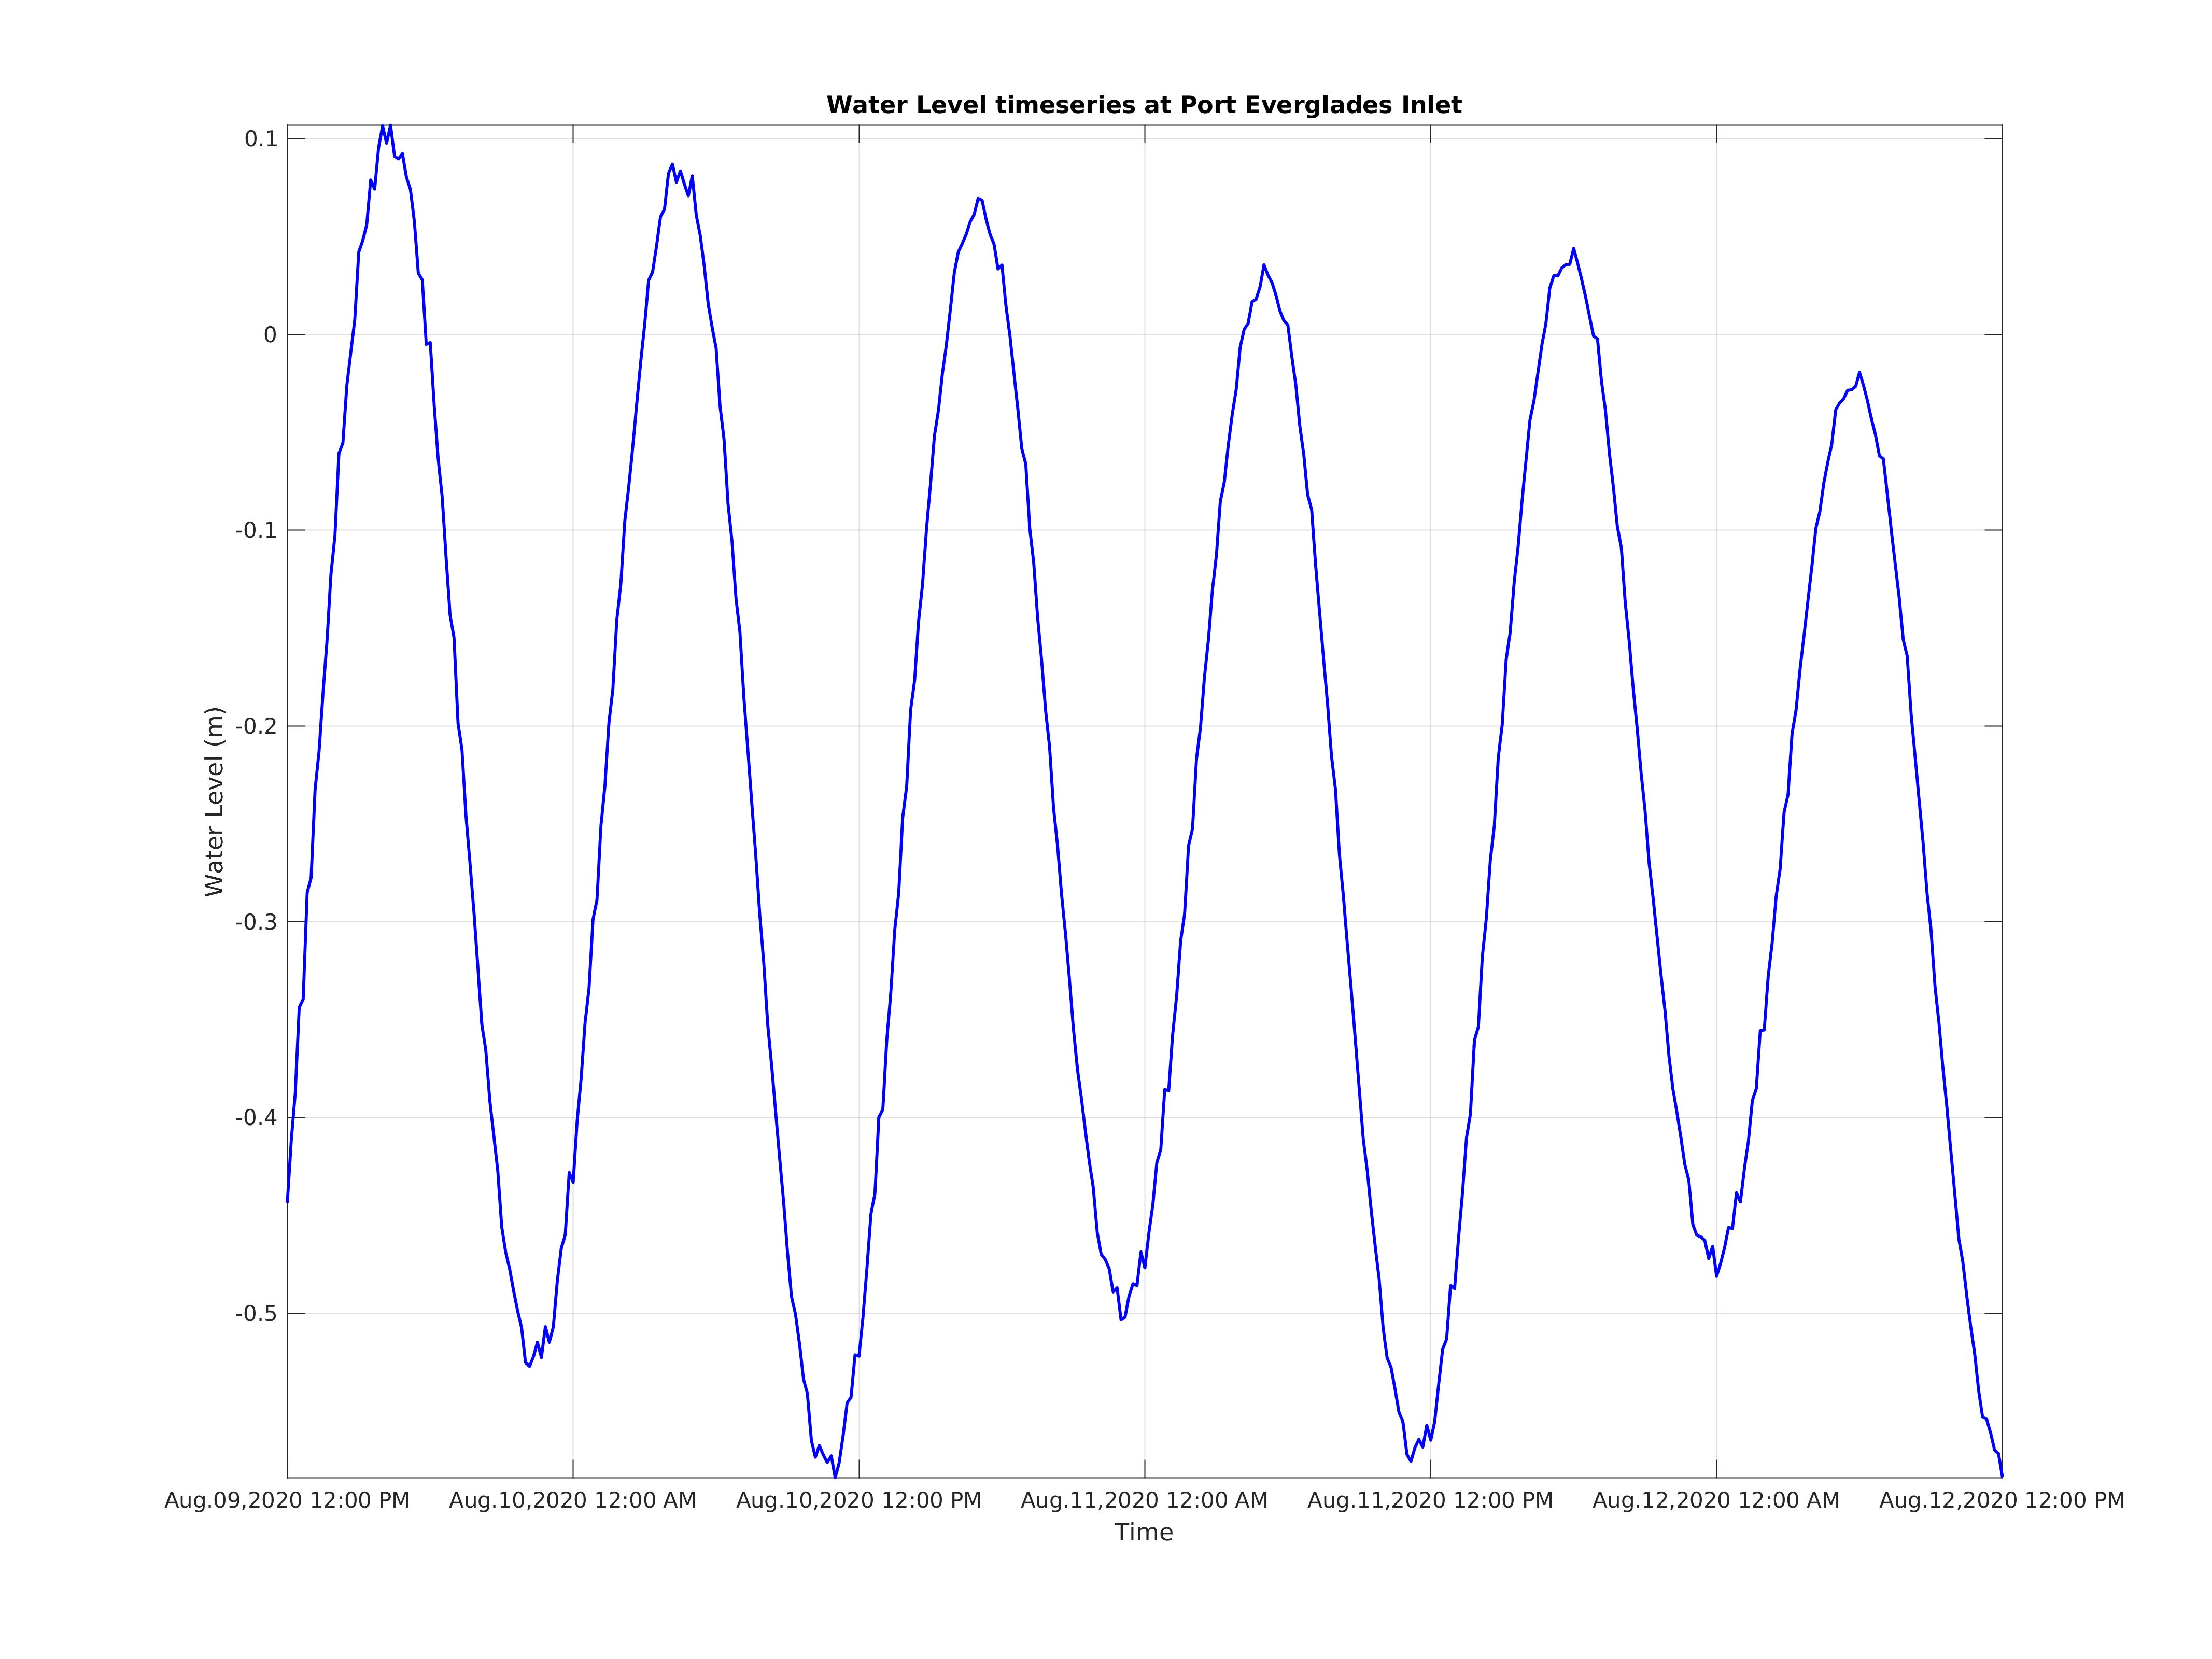 Water Level timeseries at Port Everglades Inlet
0.1
0
-0.1
-0.2
-0.3
-0.4
-0.5
Water Level (m)
Aug.09,2020 12:00 PM Aug.10,2020 12:00 AM Aug.10,2020 12:00 PM Aug.11,2020 12:00 AM Aug.11,2020 12:00 PM Aug.12,2020 12:00 AM Aug.12,2020 12:00 PM
Time